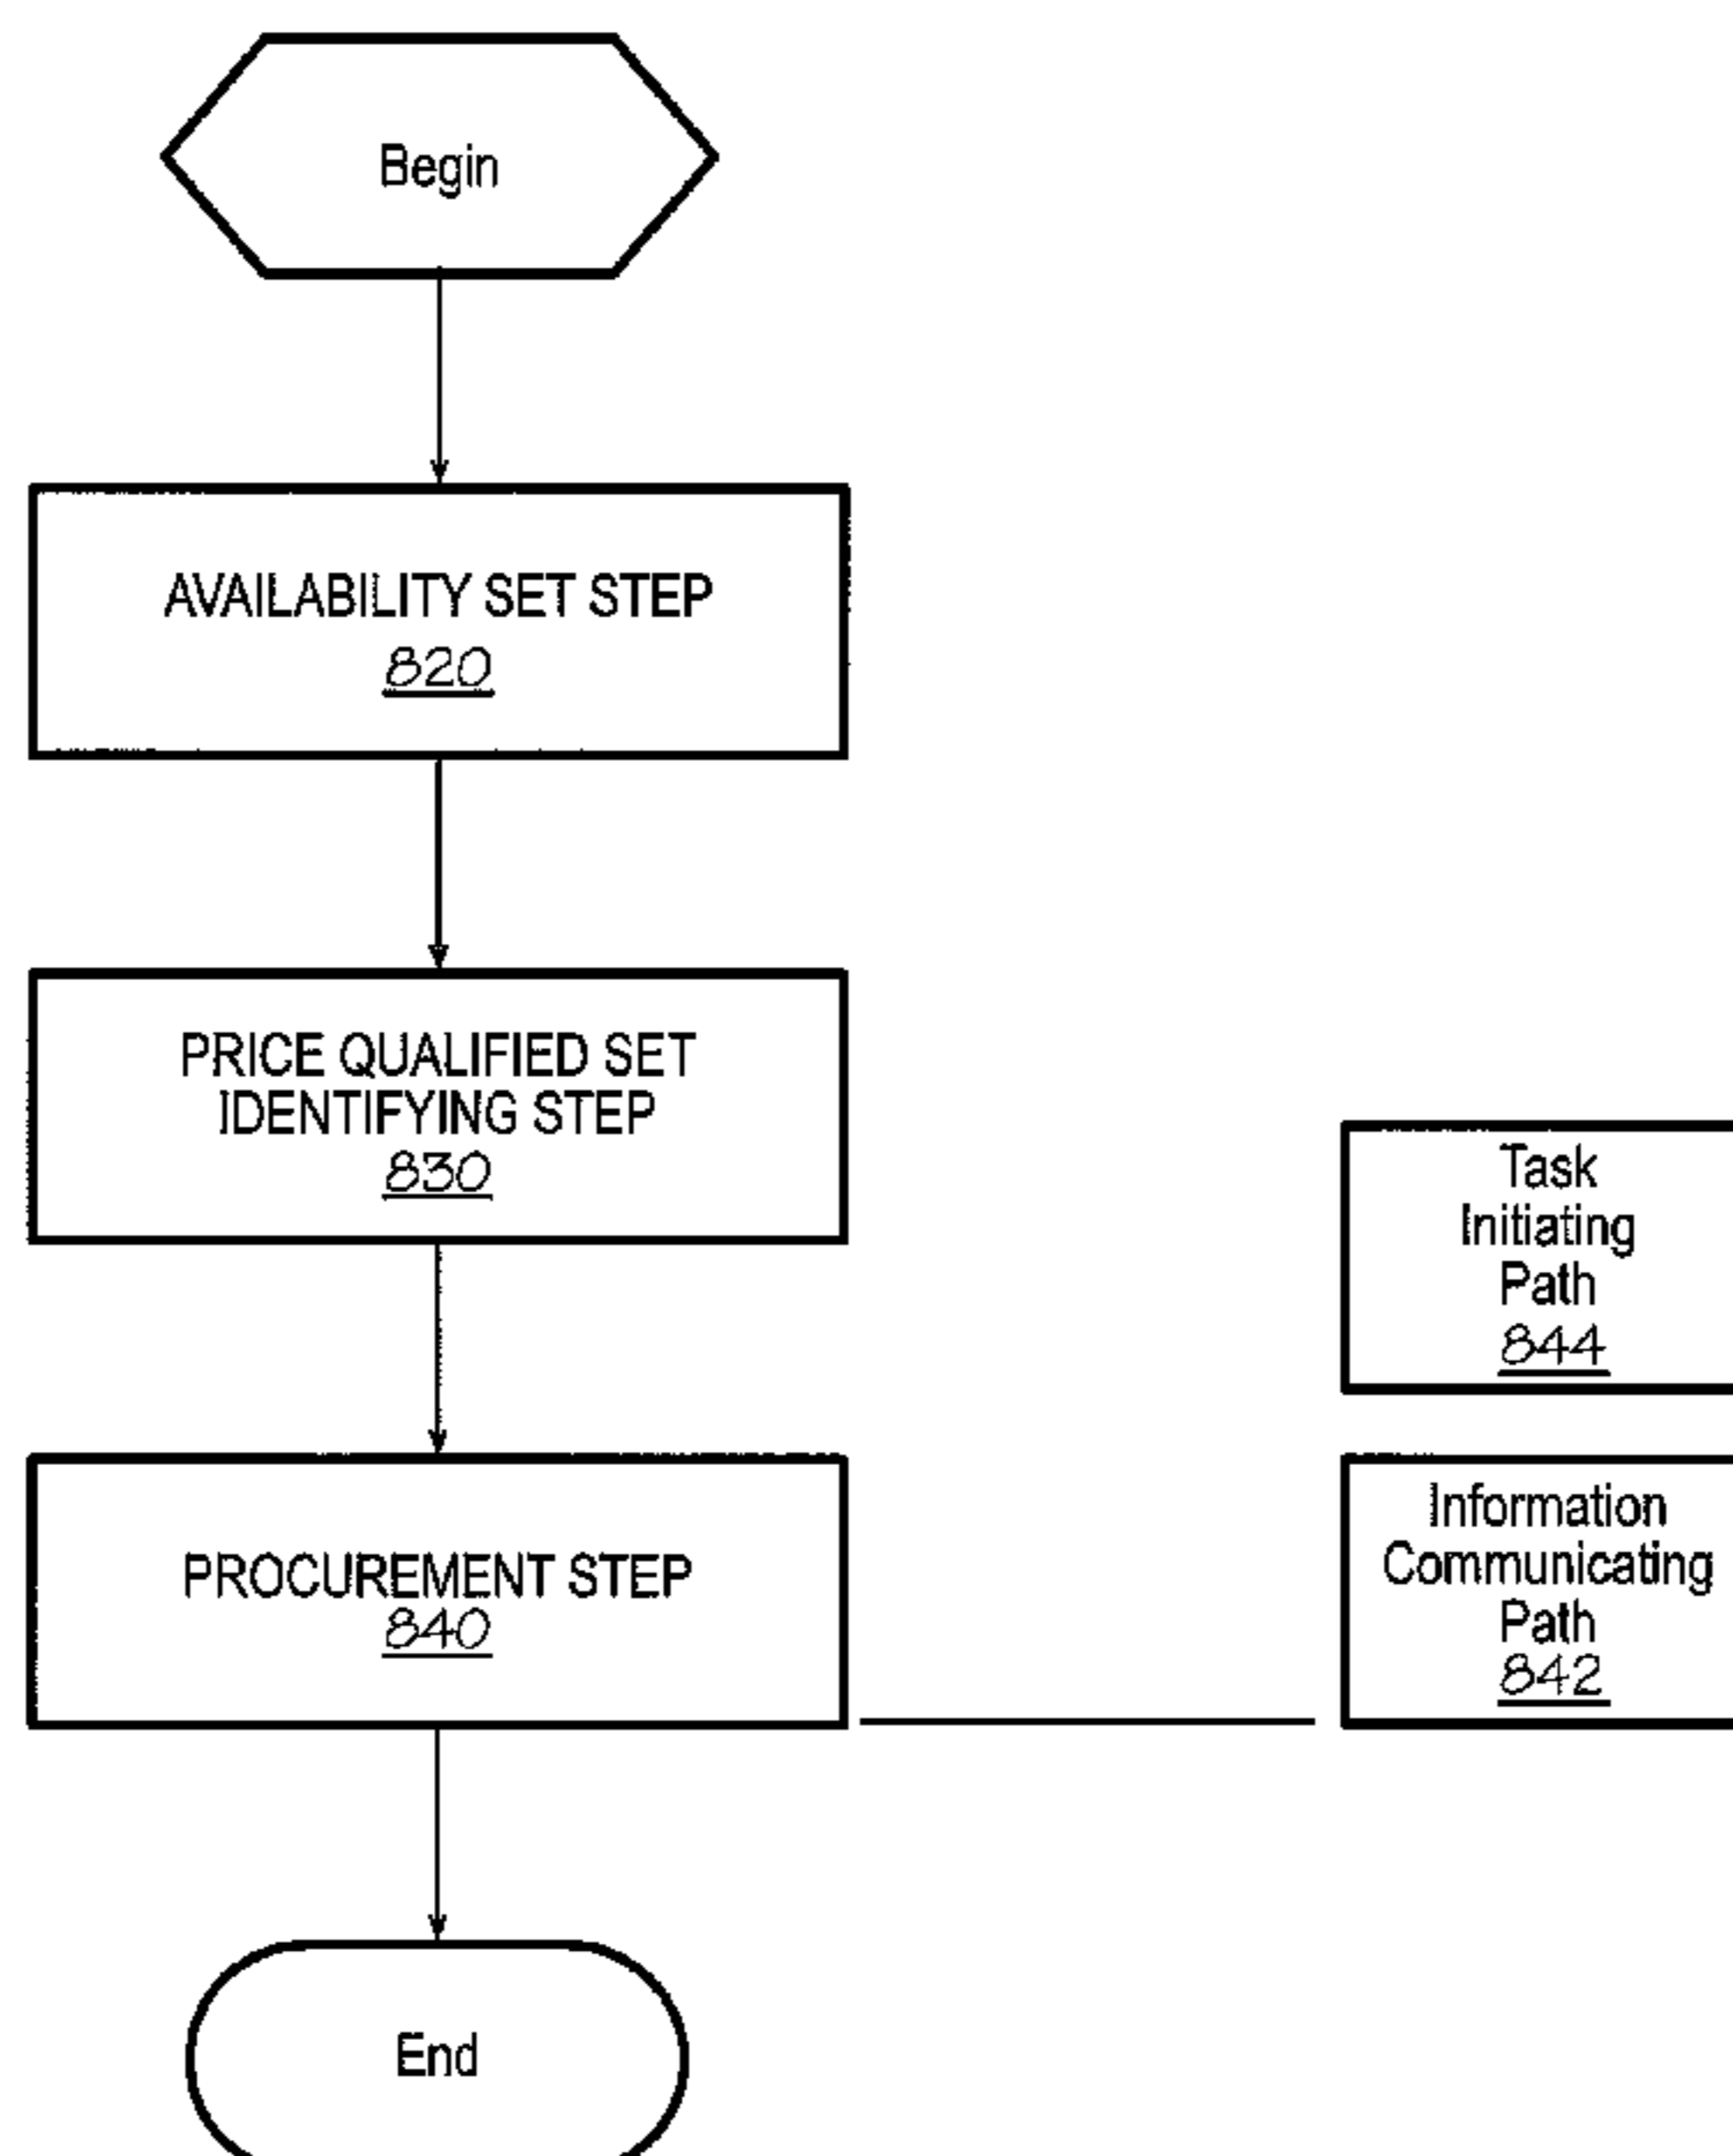 Begin
AVAILABILITY SET STEP
820
PRICE QUALIFIED SET
IDENTIFYING STEP
830
Task
Initiating
Path
844
PROCUREMENT STEP
840
Information
Communicating
Path
842
End